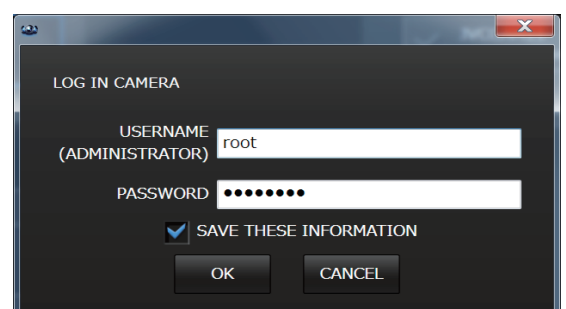 LOG IN CAMERA
USERNAME
(ADMINISTRATOR)
root
PASSWORD ••••••••
SAVE THESE INFORMATION
OK CANCEL